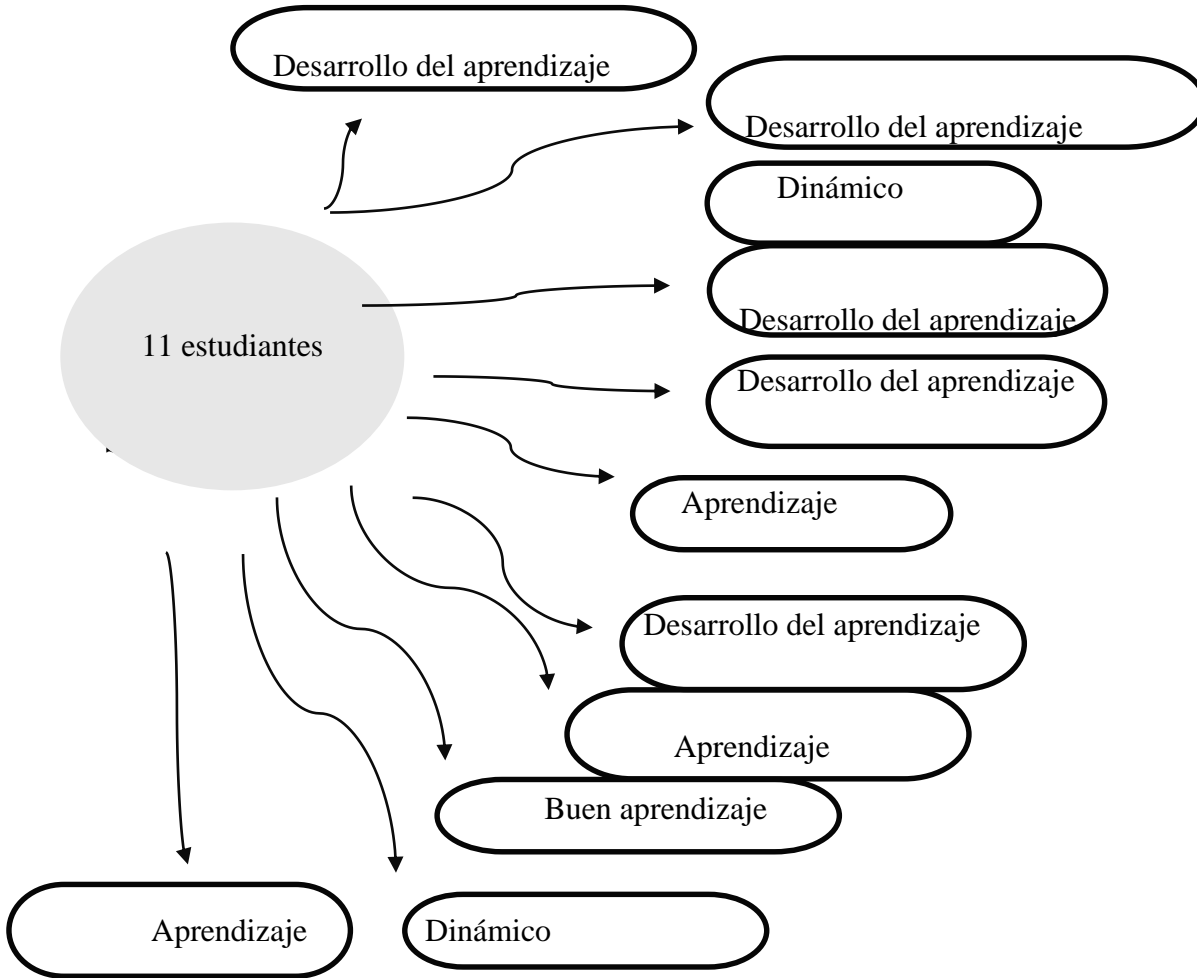 Desarrollo del aprendizaje
Desarrollo del aprendizaje
Dinámico
Desarrollo del aprendizaje
11 estudiantes
Desarrollo del aprendizaje
Aprendizaje
Desarrollo del aprendizaje
Aprendizaje
Buen aprendizaje
Aprendizaje
Dinámico